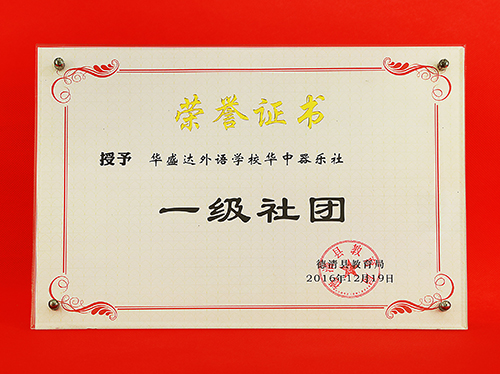 荣誉证书
授予 华盛达外语学校华中器乐社
一级社团
德清县教育局
2016年12月19日